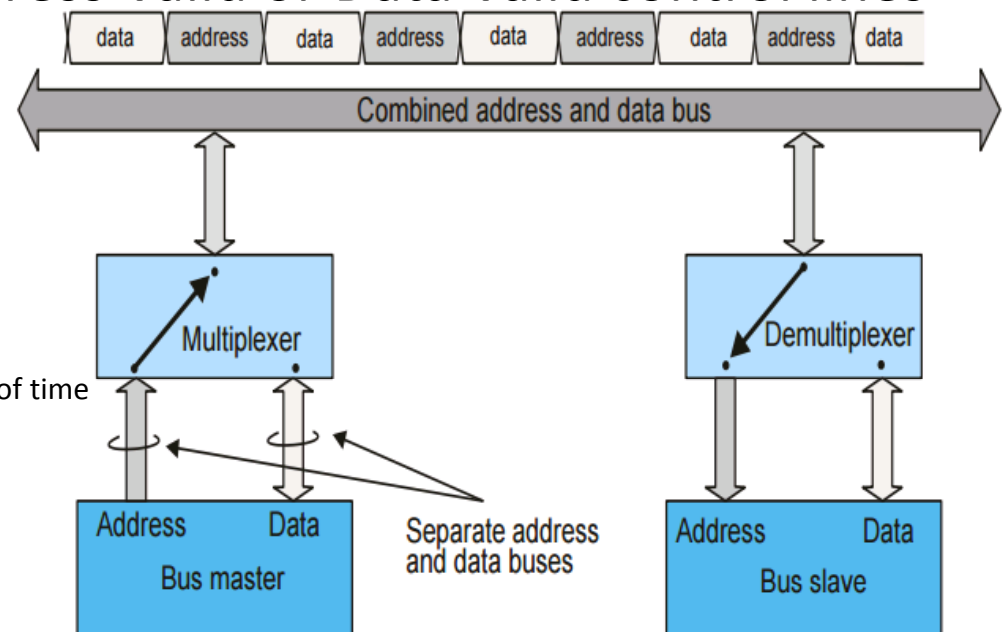 data address data address data address data address data
Combined address and data bus
Multiplexer
Demultiplexer
of time
Address Data
Bus master
Separate address
and data buses
Address Data
Bus slave